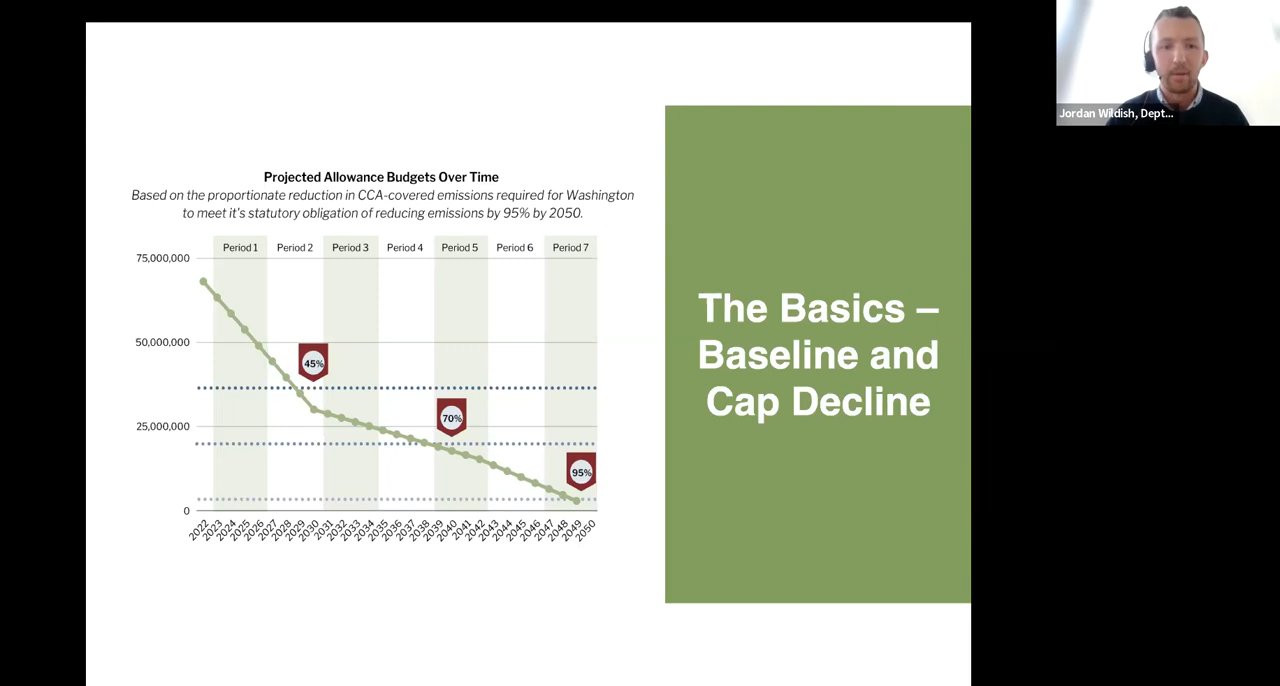 Projected Allowance Budgets Over Time
Based on the proportionate reduction in CCA-covered emissions required for Washington
to meet it's statutory obligation of reducing emissions by 95% by 2050.
Period 1 Period 2 Period 3 Period 4 Period 5 Period 6 Period 7
75,000,000
50,000,000
45%
70%
25,000,000
95%
0
2022 2023 2024 2025 2026 2027 2028 2029 2030 2031 2032 2033 2034 2035 2036 2037 2038 2039 2040 2041 2042 2043 2044 2045 2046 2047 2048 2049 2050
The Basics –
Baseline and
Cap Decline
Jordan Wildish, Dept...